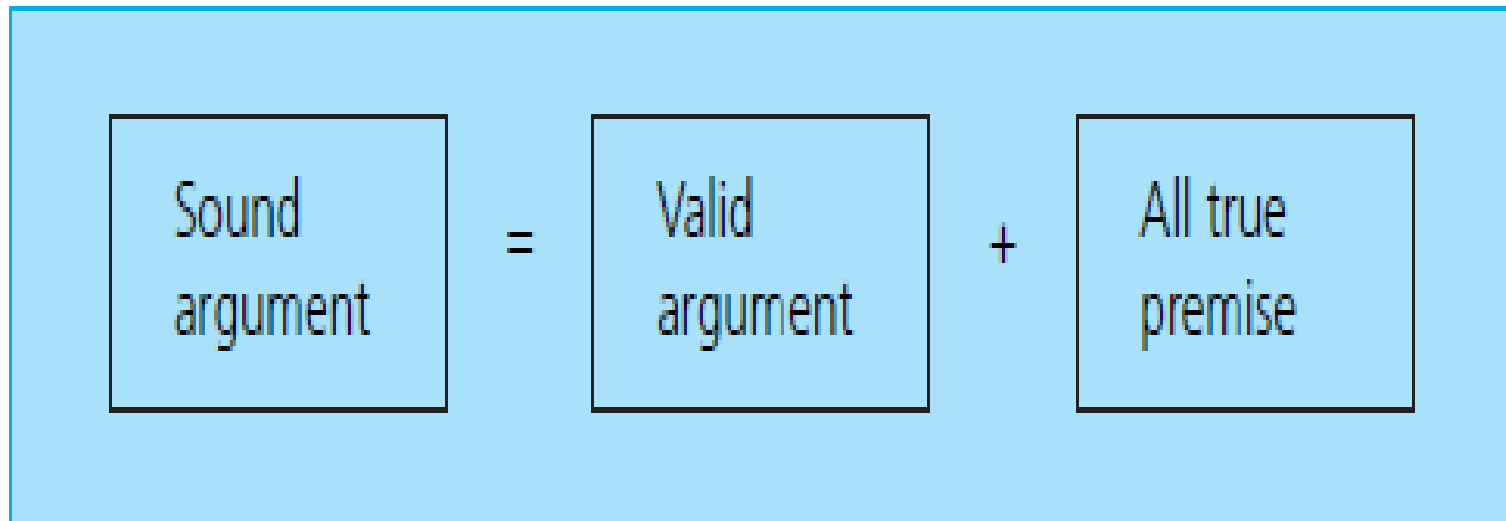 Sound
argument
=
Valid
argument
+
All true
premise